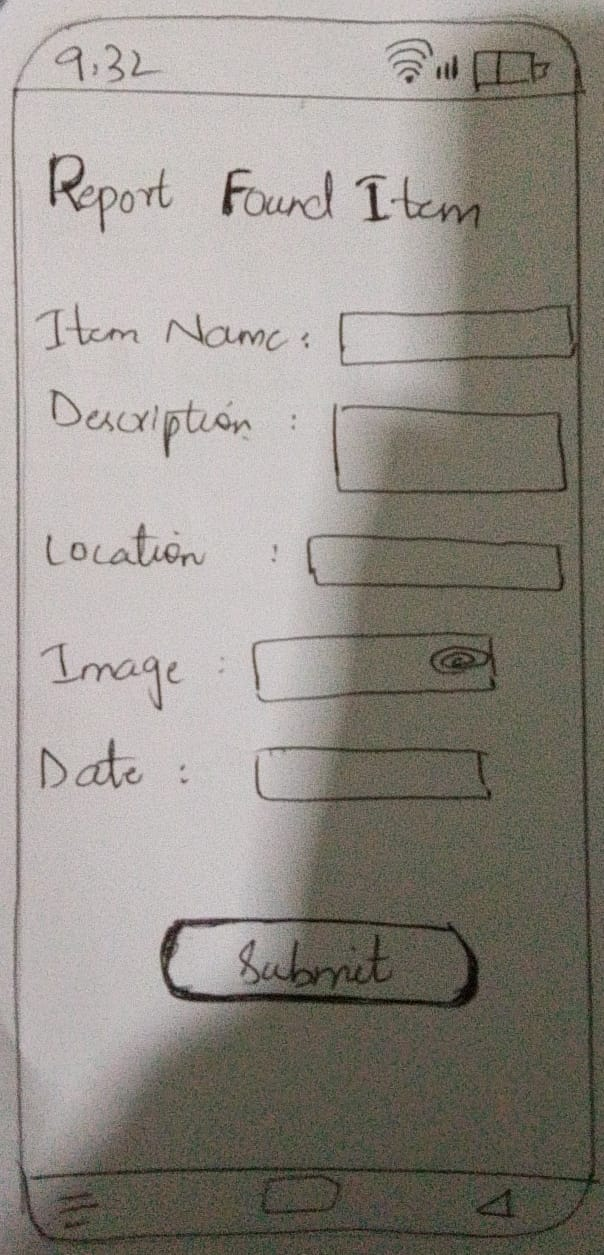 9.32
Report Found Item
Item Name :
Description :
Location :
Image :
Date :
Submit